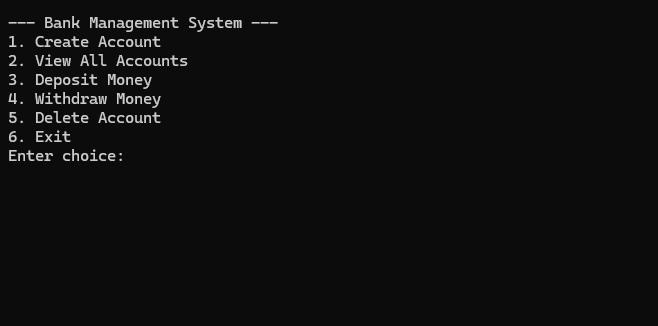 --- Bank Management System ---
1. Create Account
2. View All Accounts
3. Deposit Money
4. Withdraw Money
5. Delete Account
6. Exit
Enter choice: